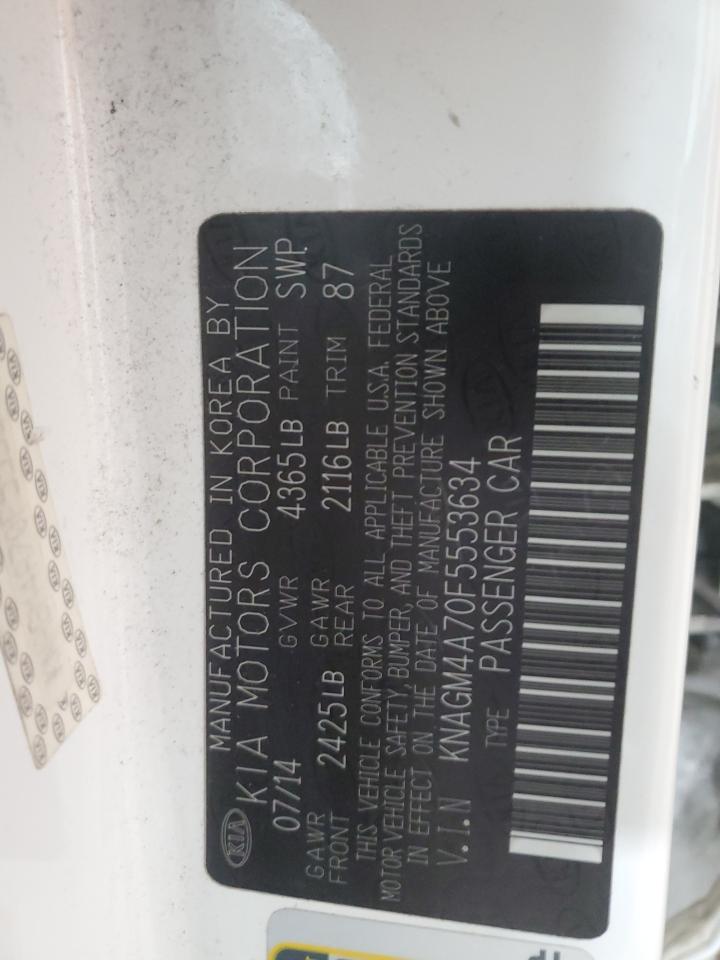 KIA
MANUFACTURED IN KOREA BY
KIA MOTORS CORPORATION
07/14 GVWR 4365LB PAINT SWP.
GAWR FRONT 2425LB GAWR REAR 2116LB TRIM 87
THIS VEHICLE CONFORMS TO ALL APPLICABLE U.S.A. FEDERAL
MOTOR VEHICLE SAFETY, BUMPER, AND THEFT PREVENTION STANDARDS
IN EFFECT ON THE DATE OF MANUFACTURE SHOWN ABOVE
V.I.N KNAGM4A70F5553634
TYPE PASSENGER CAR